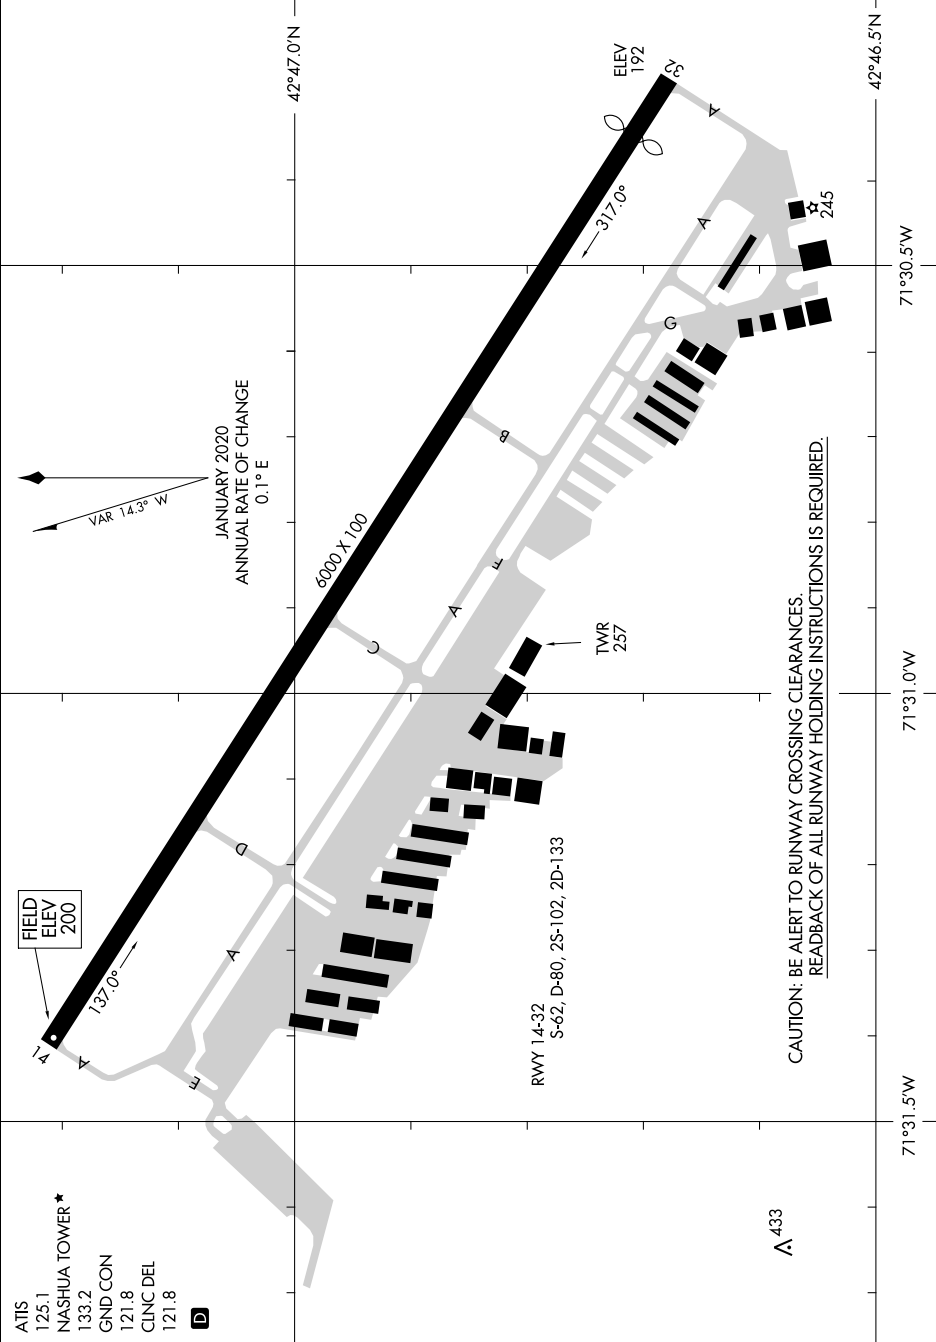 ATIS
125.1
NASHUA TOWER ★
133.2
GND CON
121.8
CLNC DEL
121.8
D
FIELD
ELEV
200
14
137.0°
A
E
A
D
VAR 14.3° W
JANUARY 2020
ANNUAL RATE OF CHANGE
0.1° E
6000 X 100
C
A
F
B
G
A
A
317.0°
ELEV
192
32
TWR
257
245
433
RWY 14-32
S-62, D-80, 2S-102, 2D-133
CAUTION: BE ALERT TO RUNWAY CROSSING CLEARANCES.
READBACK OF ALL RUNWAY HOLDING INSTRUCTIONS IS REQUIRED.
42°47.0'N
42°46.5'N
71°31.5'W
71°31.0'W
71°30.5'W